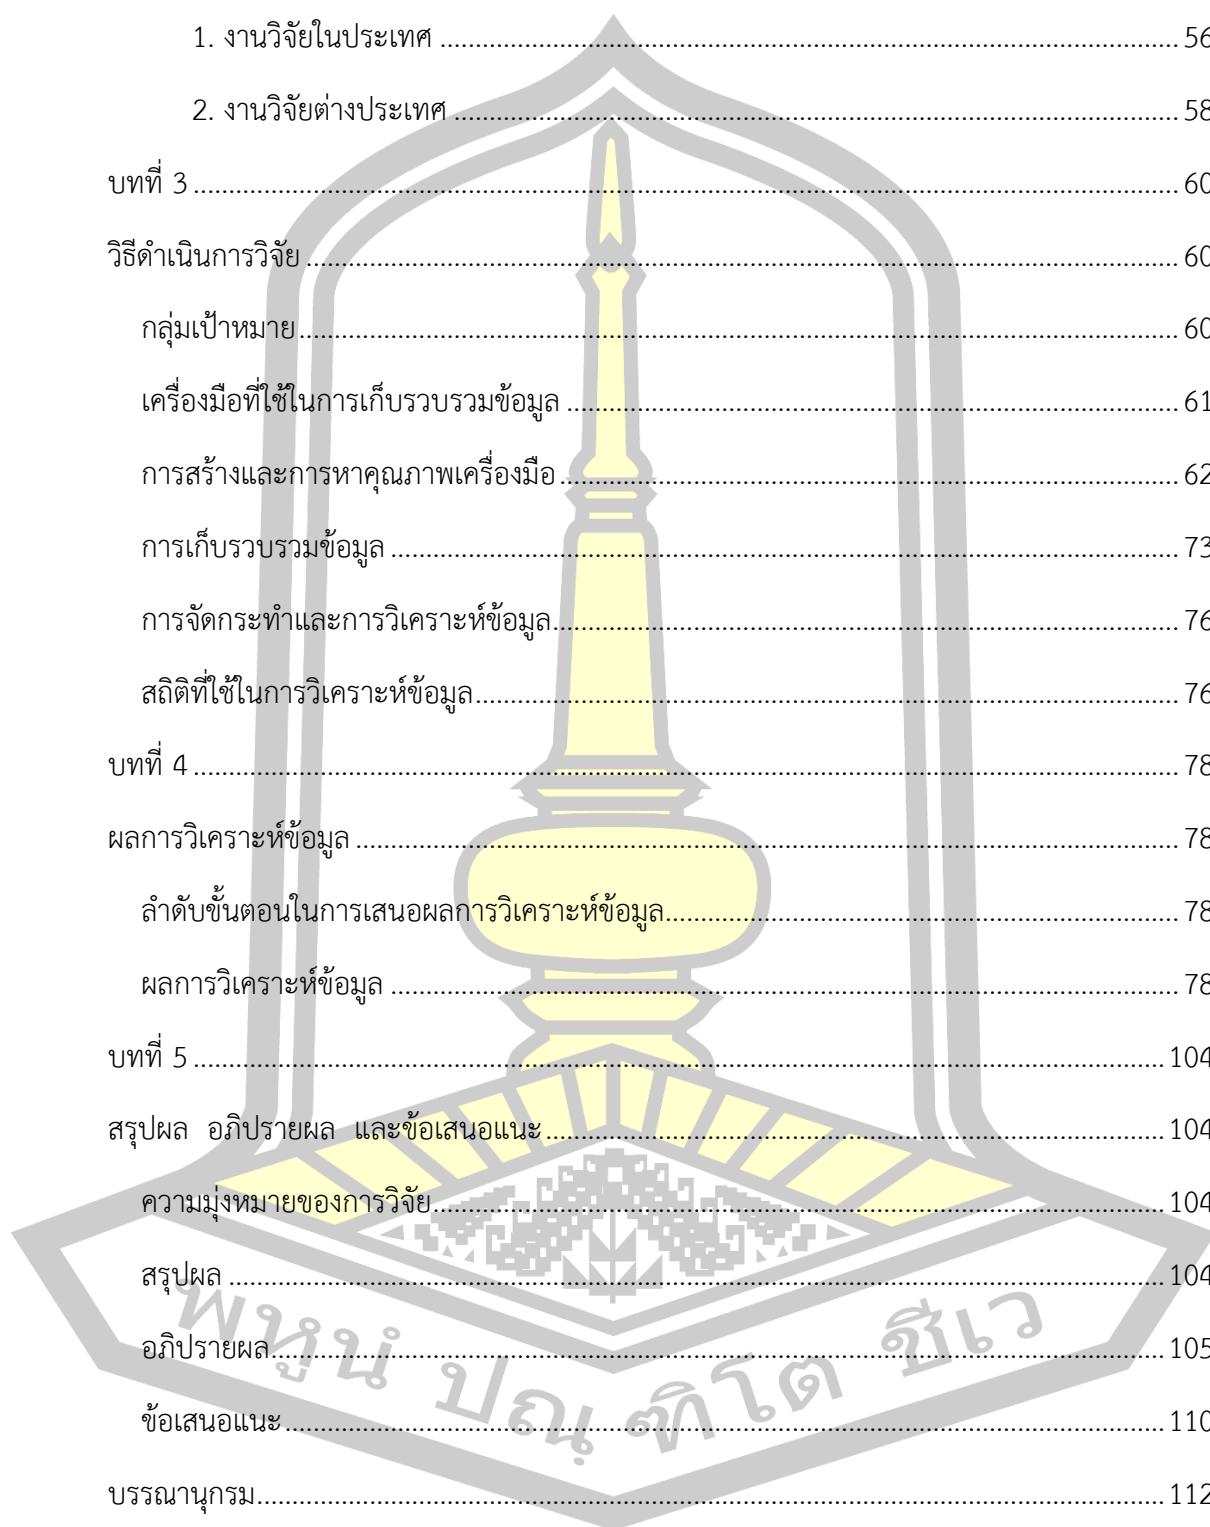 1. งานวิจัยในประเทศ ........................ 56
2. งานวิจัยต่างประเทศ ........................ 58
บทที่ 3 ........................ 60
วิธีดำเนินการวิจัย ........................ 60
กลุ่มเป้าหมาย ........................ 60
เครื่องมือที่ใช้ในการเก็บรวบรวมข้อมูล ........................ 61
การสร้างและการหาคุณภาพเครื่องมือ ........................ 62
การเก็บรวบรวมข้อมูล ........................ 73
การจัดกระทำและการวิเคราะห์ข้อมูล ........................ 76
สถิติที่ใช้ในการวิเคราะห์ข้อมูล ........................ 76
บทที่ 4 ........................ 78
ผลการวิเคราะห์ข้อมูล ........................ 78
ลำดับขั้นตอนในการเสนอผลการวิเคราะห์ข้อมูล ........................ 78
ผลการวิเคราะห์ข้อมูล ........................ 78
บทที่ 5 ........................ 104
สรุปผล อภิปรายผล และข้อเสนอแนะ ........................ 104
ความมุ่งหมายของการวิจัย ........................ 104
สรุปผล ........................ 104
อภิปรายผล ........................ 105
ข้อเสนอแนะ ........................ 110
บรรณานุกรม ........................ 112
พหูนํ ปณฺฑิโต ชีเว